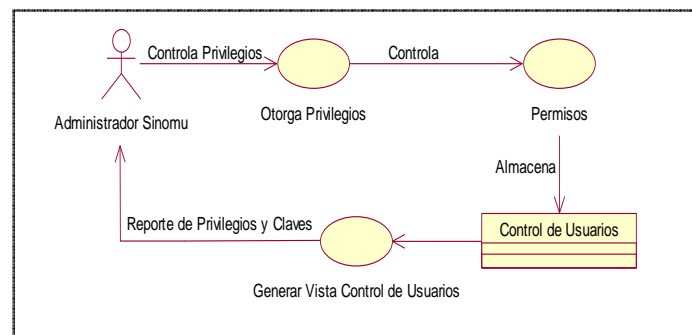 Controla Privilegios
Controla
Otorga Privilegios
Permisos
Administrador Sinomu
Almacena
Reporte de Privilegios y Claves
Control de Usuarios
Generar Vista Control de Usuarios